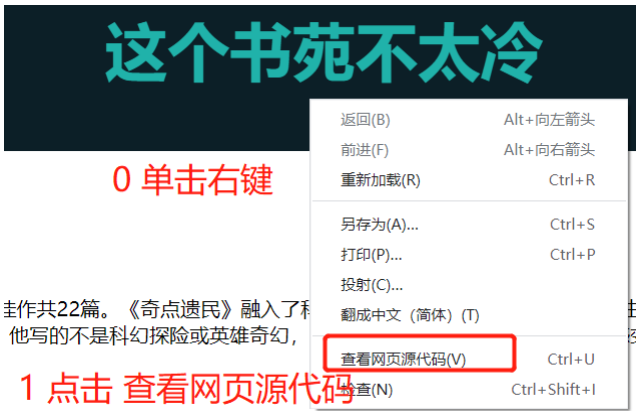 这个书苑不太冷
返回(B) Alt+向左箭头
前进(F) Alt+向右箭头
0 单击右键
重新加载(R) Ctrl+R
另存为(A)... Ctrl+S
打印(P)... Ctrl+P
投射(C)...
佳作共22篇。《奇点遗民》融入了科
翻成中文（简体）(T)
他写的不是科幻探险或英雄奇幻，
查看网页源代码(V) Ctrl+U
1 点击 查看网页源代码
检查(N) Ctrl+Shift+I